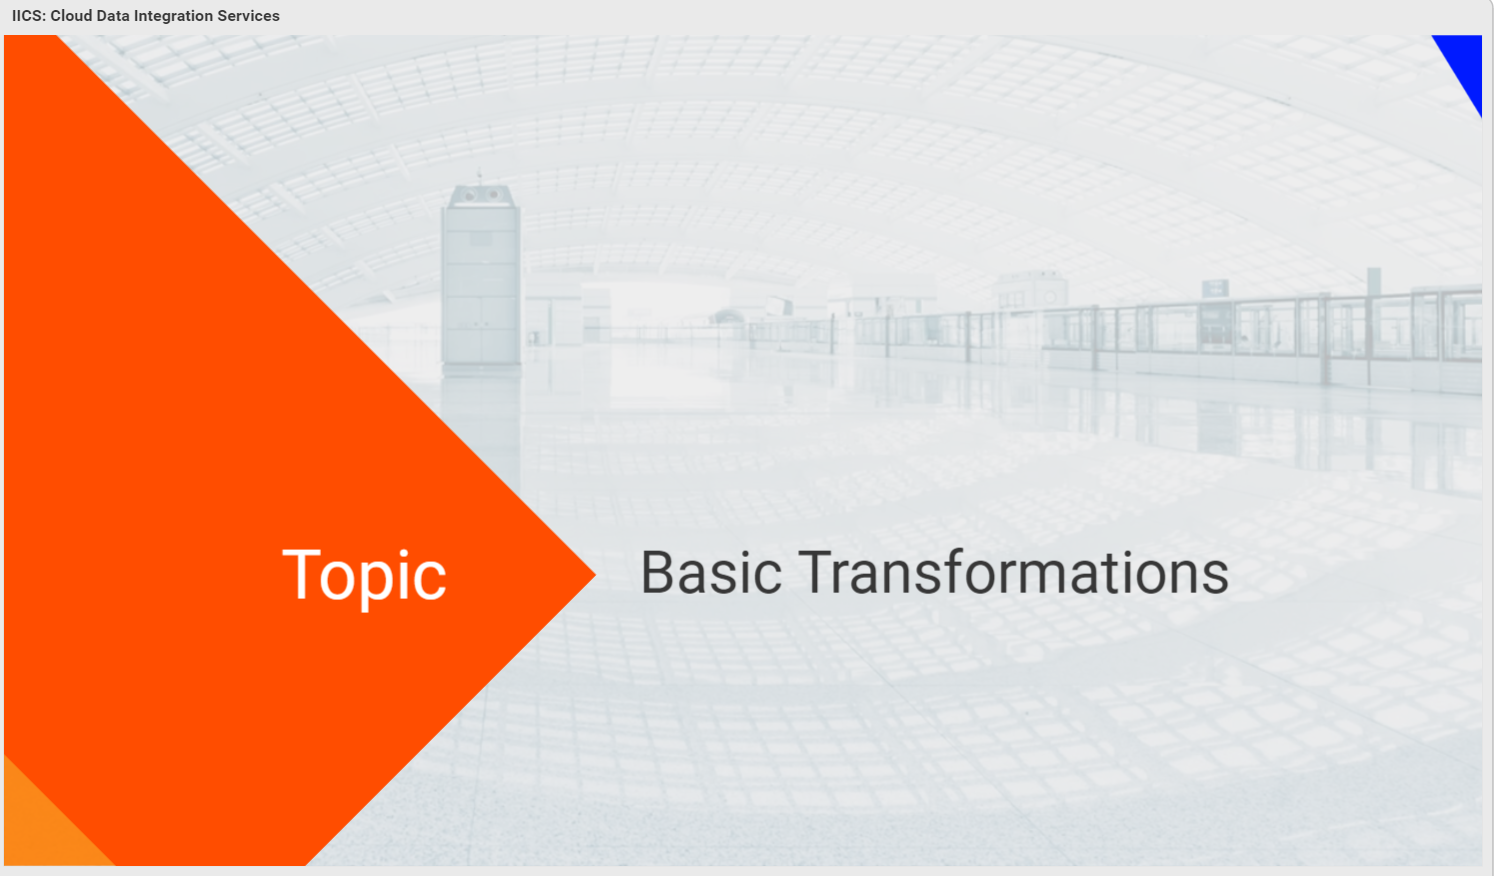 IICS: Cloud Data Integration Services
Topic
Basic Transformations